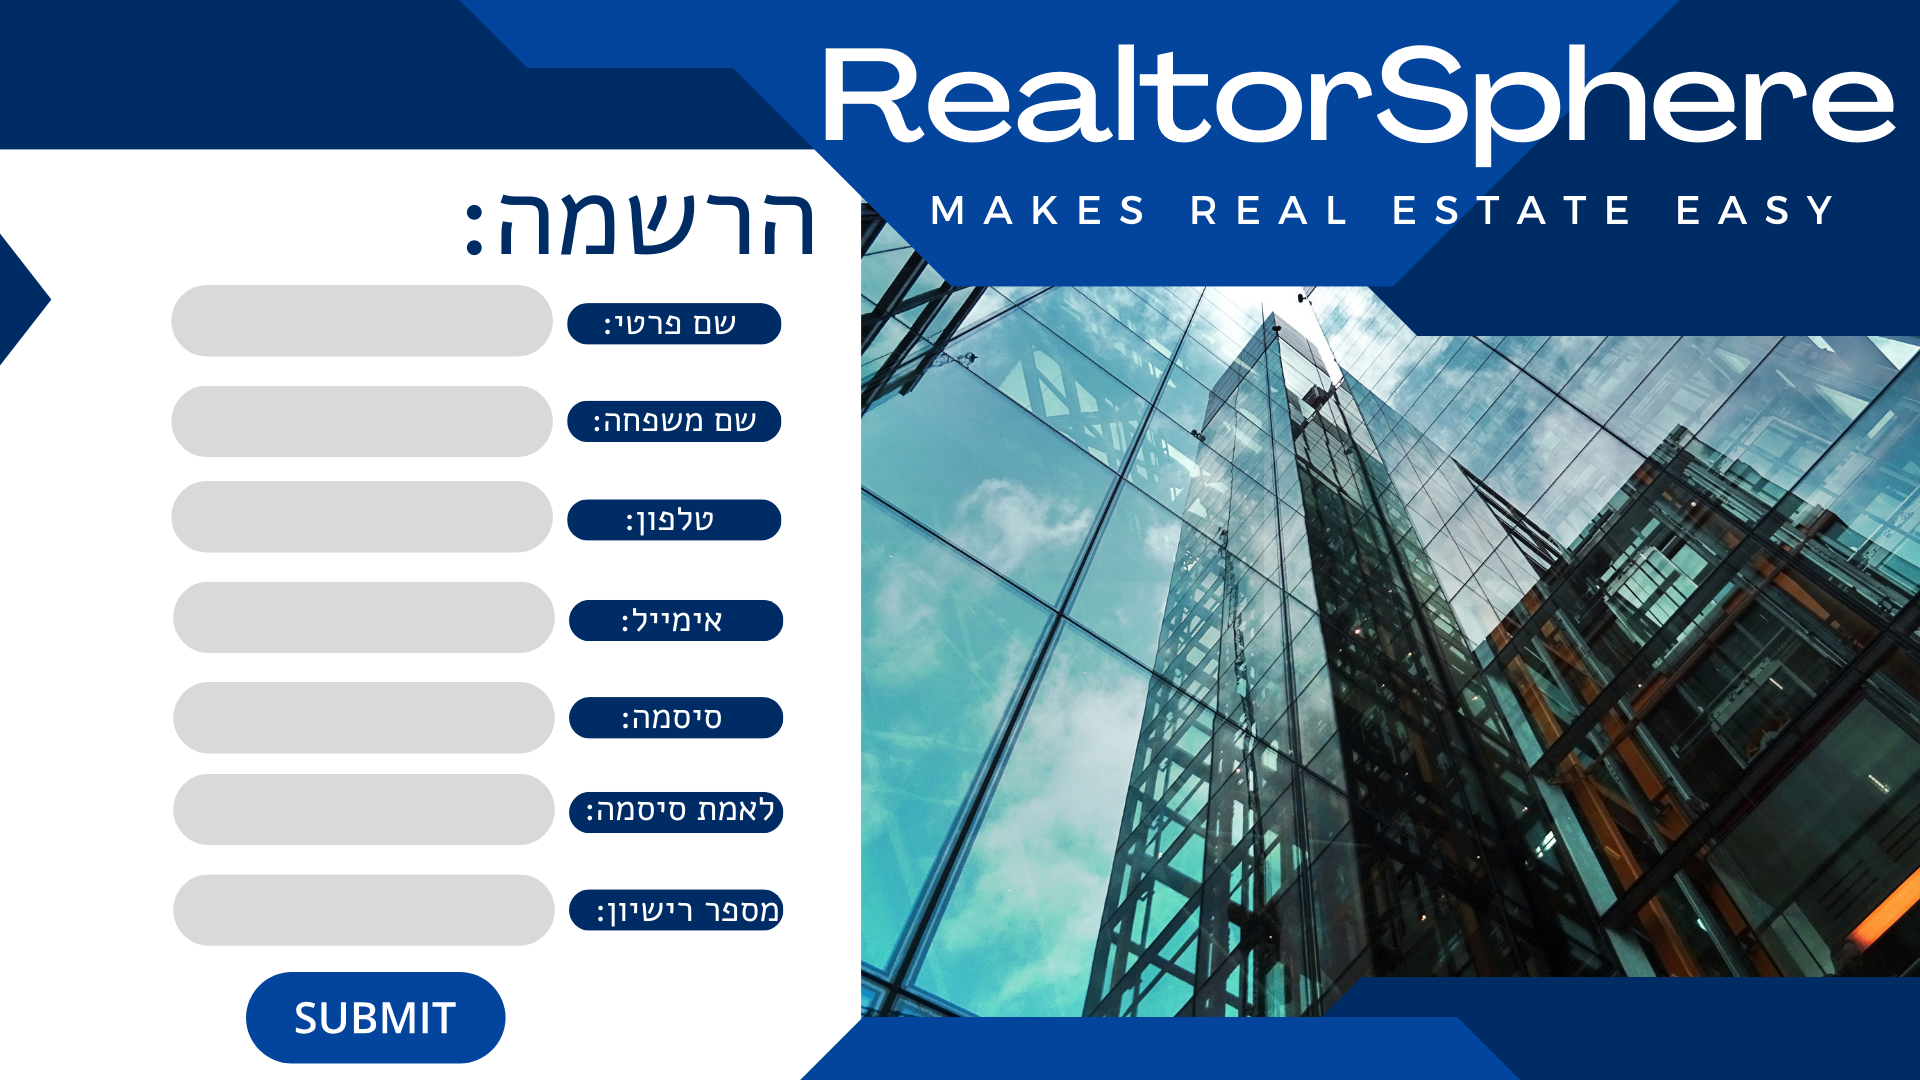 RealtorSphere
MAKES REAL ESTATE EASY
הרשמה:
שם פרטי:
שם משפחה:
טלפון:
אימייל:
סיסמה:
לאמת סיסמה:
מספר רישיון:
SUBMIT